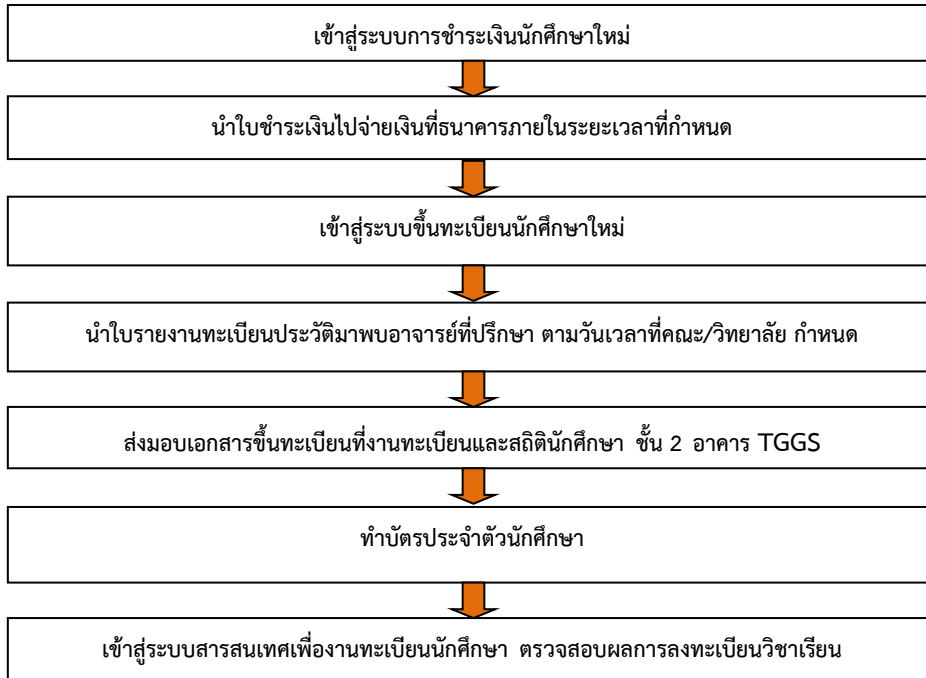 เข้าสู่ระบบการชำระเงินนักศึกษาใหม่
นำใบชำระเงินไปจ่ายเงินที่ธนาคารภายในระยะเวลาที่กำหนด
เข้าสู่ระบบขึ้นทะเบียนนักศึกษาใหม่
นำใบรายงานทะเบียนประวัติมาพบอาจารย์ที่ปรึกษา ตามวันเวลาที่คณะ/วิทยาลัย กำหนด
ส่งมอบเอกสารขึ้นทะเบียนที่งานทะเบียนและสถิตินักศึกษา ชั้น 2 อาคาร TGGS
ทำบัตรประจำตัวนักศึกษา
เข้าสู่ระบบสารสนเทศเพื่องานทะเบียนนักศึกษา ตรวจสอบผลการลงทะเบียนวิชาเรียน